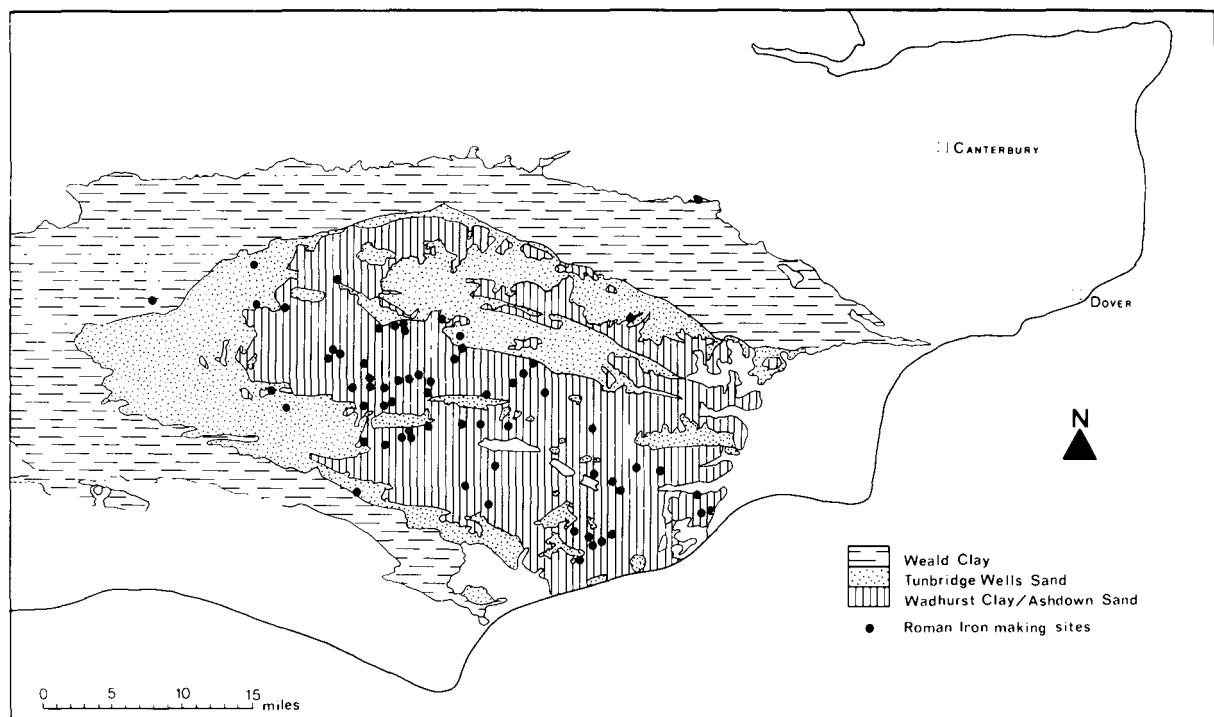 CANTERBURY
DOVER
N
Weald Clay
Tunbridge Wells Sand
Wadhurst Clay/Ashdown Sand
Roman Iron making sites
0 5 10 15 miles